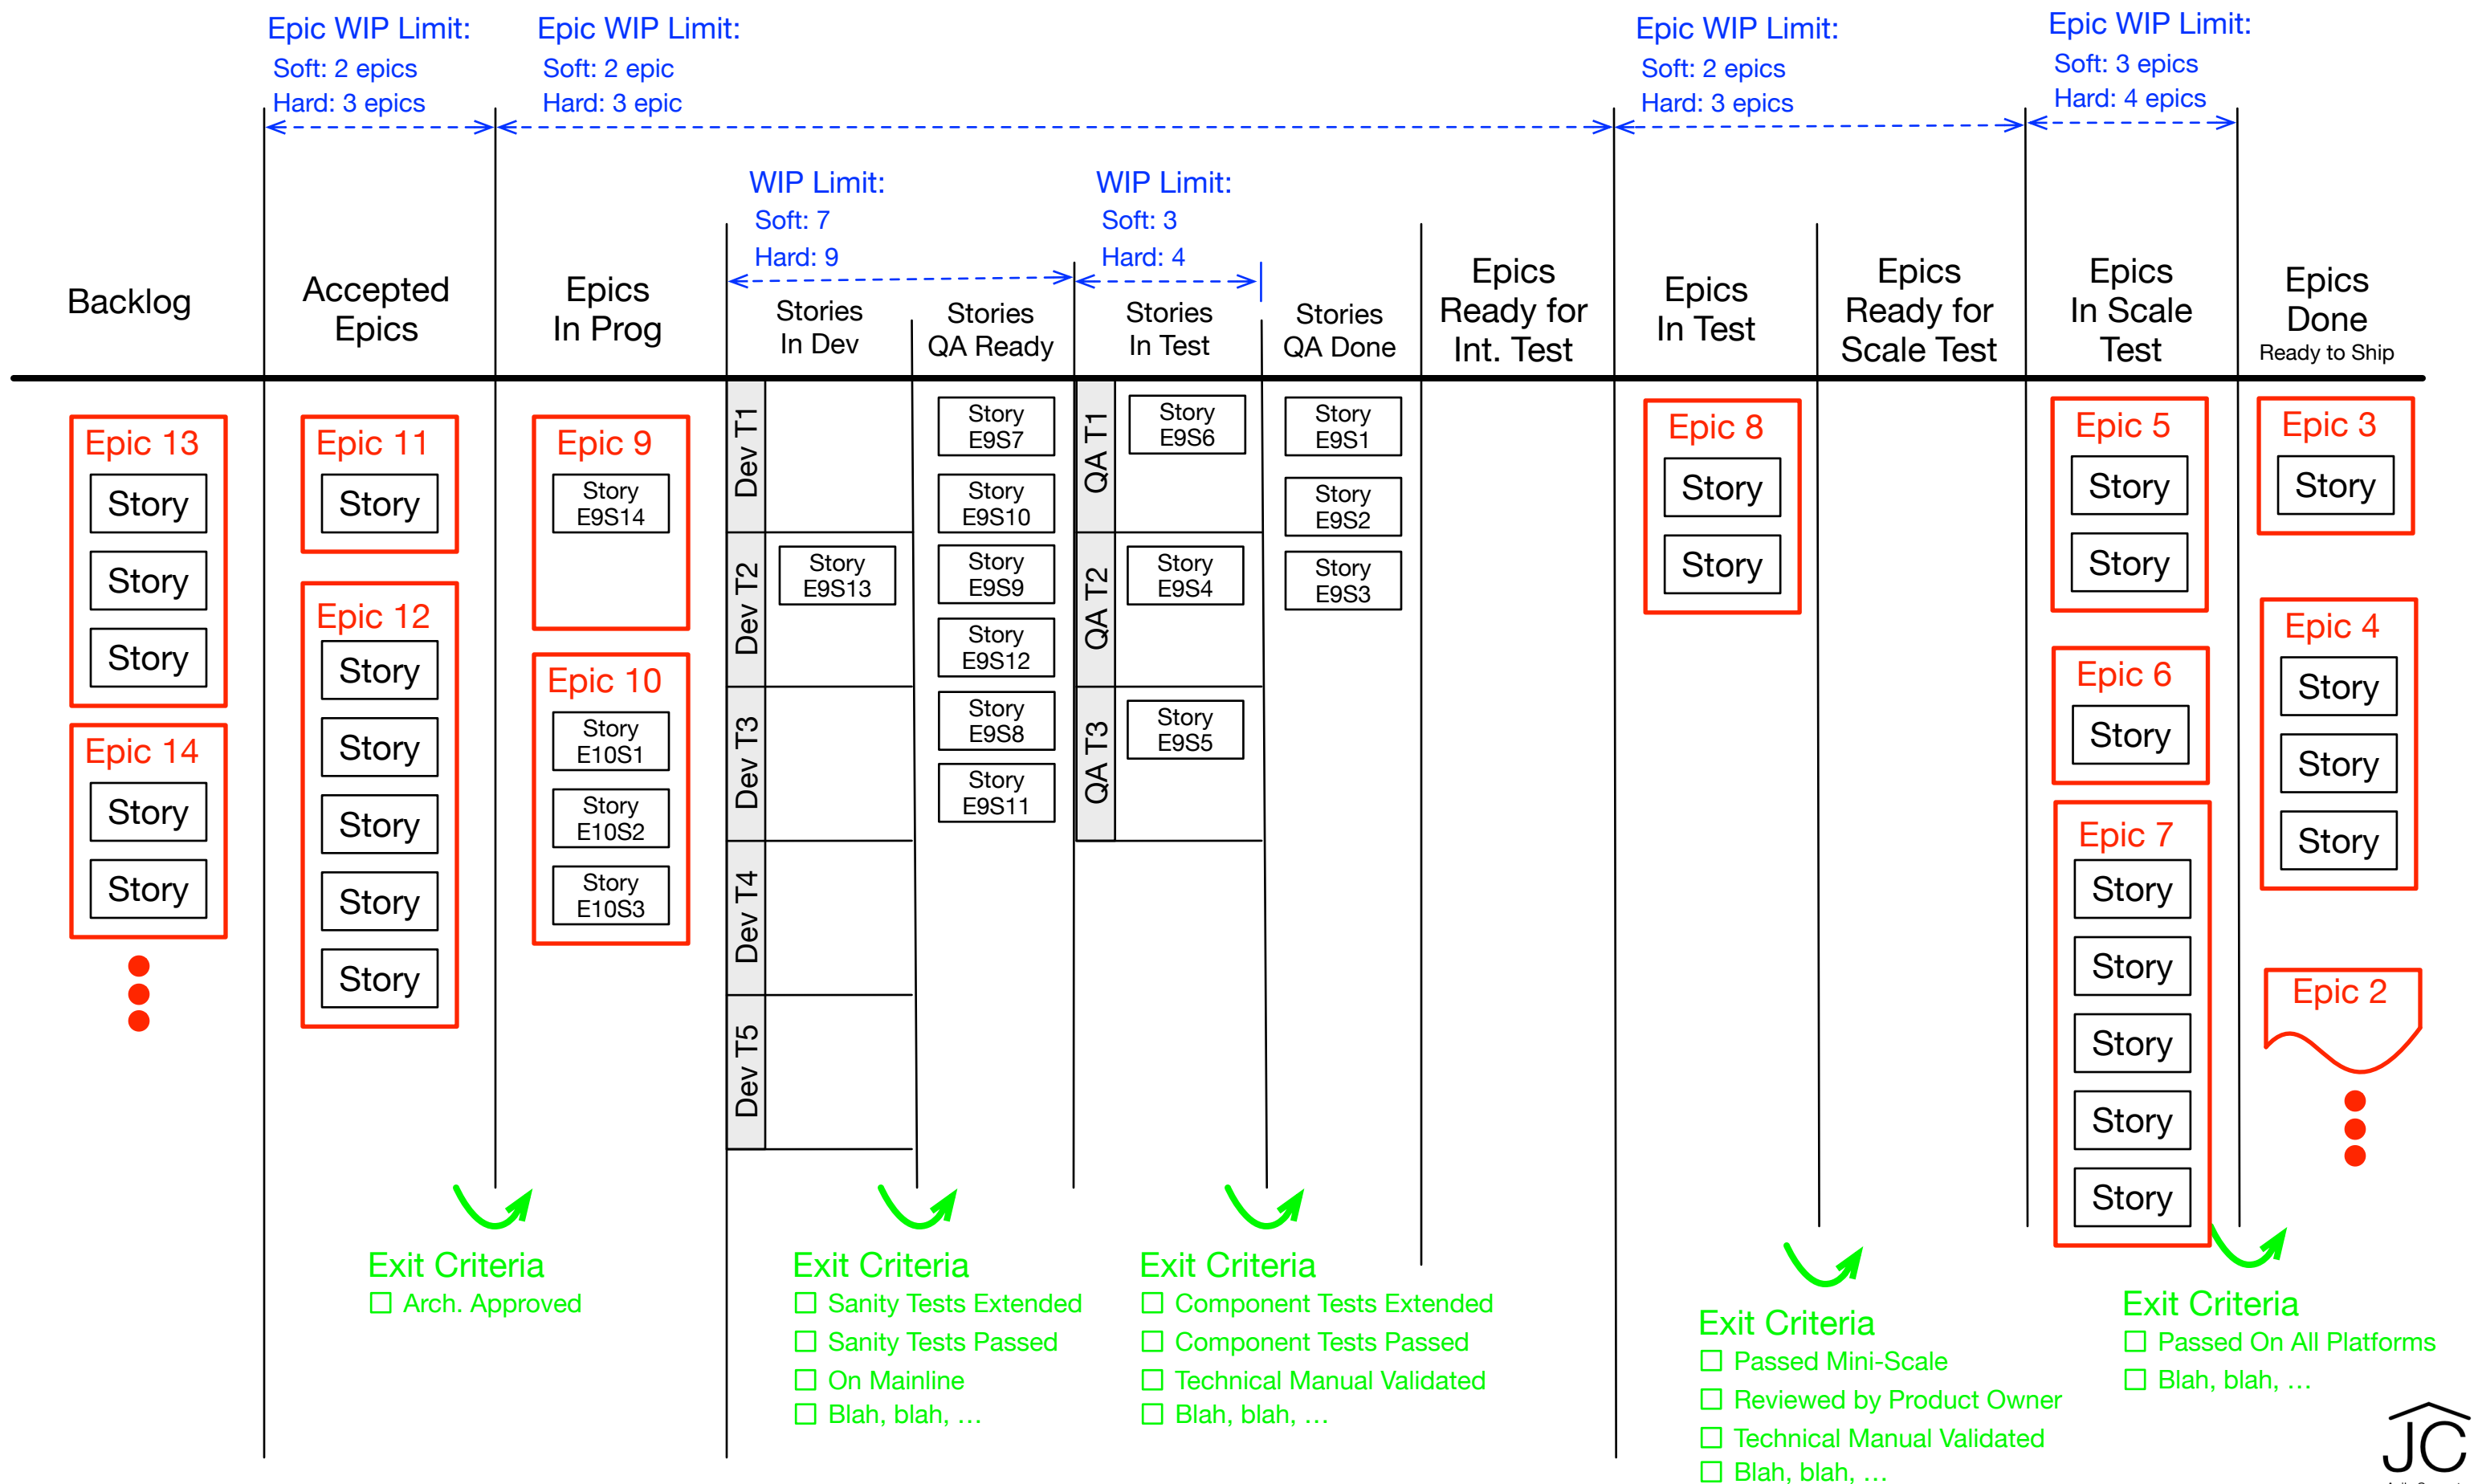 Epic WIP Limit:
Soft: 2 epics
Hard: 3 epics
Epic WIP Limit:
Soft: 2 epic
Hard: 3 epic
Epic WIP Limit:
Soft: 2 epics
Hard: 3 epics
Epic WIP Limit:
Soft: 3 epics
Hard: 4 epics
WIP Limit:
Soft: 7
Hard: 9
WIP Limit:
Soft: 3
Hard: 4
Backlog
Accepted
Epics
Epics
In Prog
Stories
In Dev
Stories
QA Ready
Stories
In Test
Stories
QA Done
Epics
Ready for
Int. Test
Epics
In Test
Epics
Ready for
Scale Test
Epics
In Scale
Test
Epics
Done
Ready to Ship
Epic 13
Story
Story
Story
Epic 14
Story
Story
Epic 11
Story
Epic 12
Story
Story
Story
Story
Story
Epic 9
Story
E9S14
Epic 10
Story
E10S1
Story
E10S2
Story
E10S3
Dev T1
Dev T2
Dev T3
Dev T4
Dev T5
Story
E9S13
Story
E9S7
Story
E9S10
Story
E9S9
Story
E9S12
Story
E9S8
Story
E9S11
QA T1
QA T2
QA T3
Story
E9S6
Story
E9S4
Story
E9S5
Story
E9S1
Story
E9S2
Story
E9S3
Epic 8
Story
Story
Epic 5
Story
Story
Epic 6
Story
Epic 7
Story
Story
Story
Story
Story
Epic 3
Story
Epic 4
Story
Story
Story
Epic 2
Exit Criteria
Arch. Approved
Exit Criteria
Sanity Tests Extended
Sanity Tests Passed
On Mainline
Blah, blah, …
Exit Criteria
Component Tests Extended
Component Tests Passed
Technical Manual Validated
Blah, blah, …
Exit Criteria
Passed Mini-Scale
Reviewed by Product Owner
Technical Manual Validated
Blah, blah, …
Exit Criteria
Passed On All Platforms
Blah, blah, …
JC